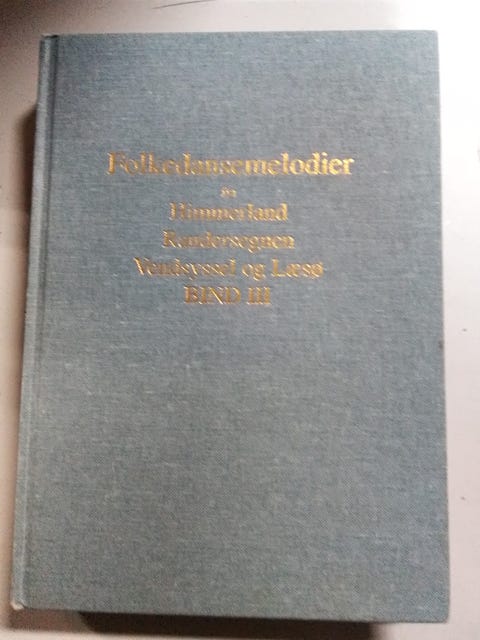 Folkedansemelodier
fra
Himmerland
Randersegnen
Vendsyssel og Læsø
BIND III